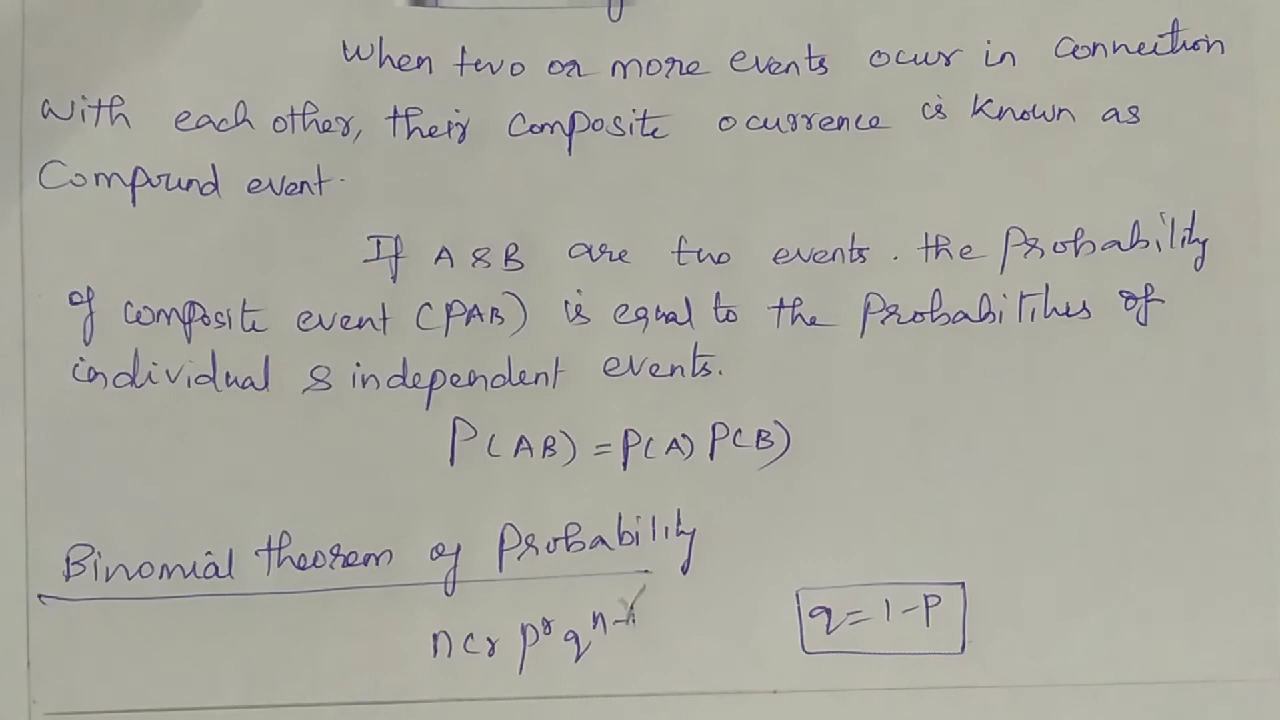 When two or more events ocur in Connection
with each other, their Composite ocurrence is known as
Compound event.
If A & B are two events. the Probability
of composite event (PAB) is equal to the Probabilities of
individual & independent events.
P(AB) = P(A) P(B)
Binomial theorem of Probability
ncr p^r q^n-r
q = 1-P